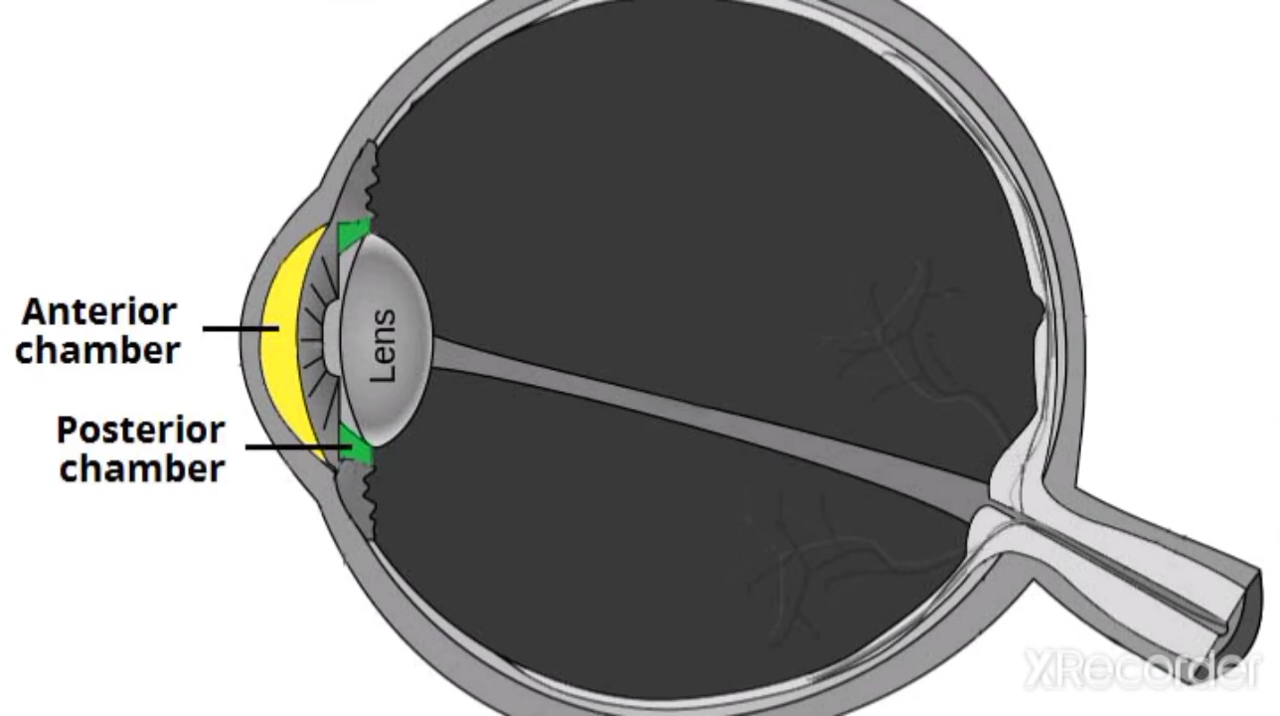 Anterior
chamber
Lens
Posterior
chamber
XRecorder